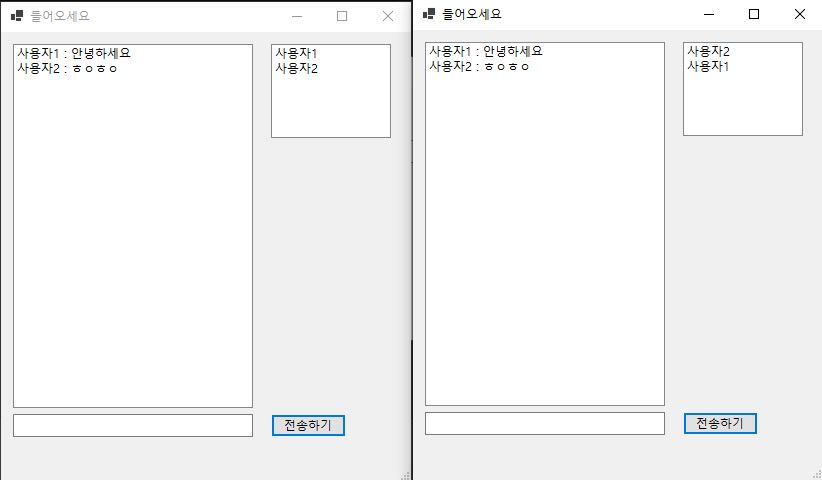 들어오세요
사용자1 : 안녕하세요
사용자2 : ㅎㅇㅎㅇ
사용자1
사용자2
전송하기
들어오세요
사용자1 : 안녕하세요
사용자2 : ㅎㅇㅎㅇ
사용자2
사용자1
전송하기